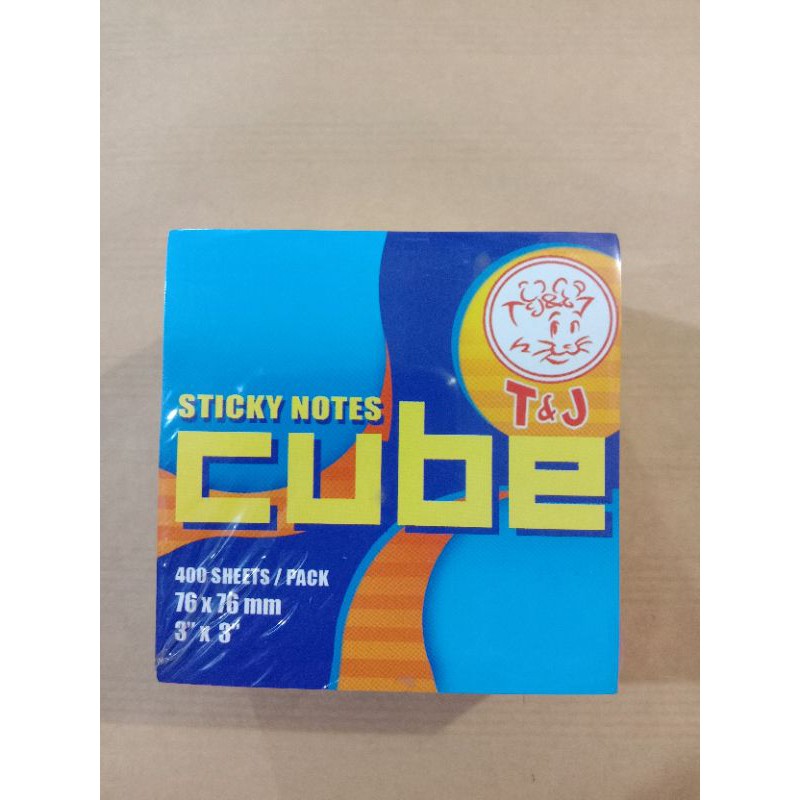 T&J
STICKY NOTES
cube
400 SHEETS / PACK
76 x 76 mm
3" x 3"